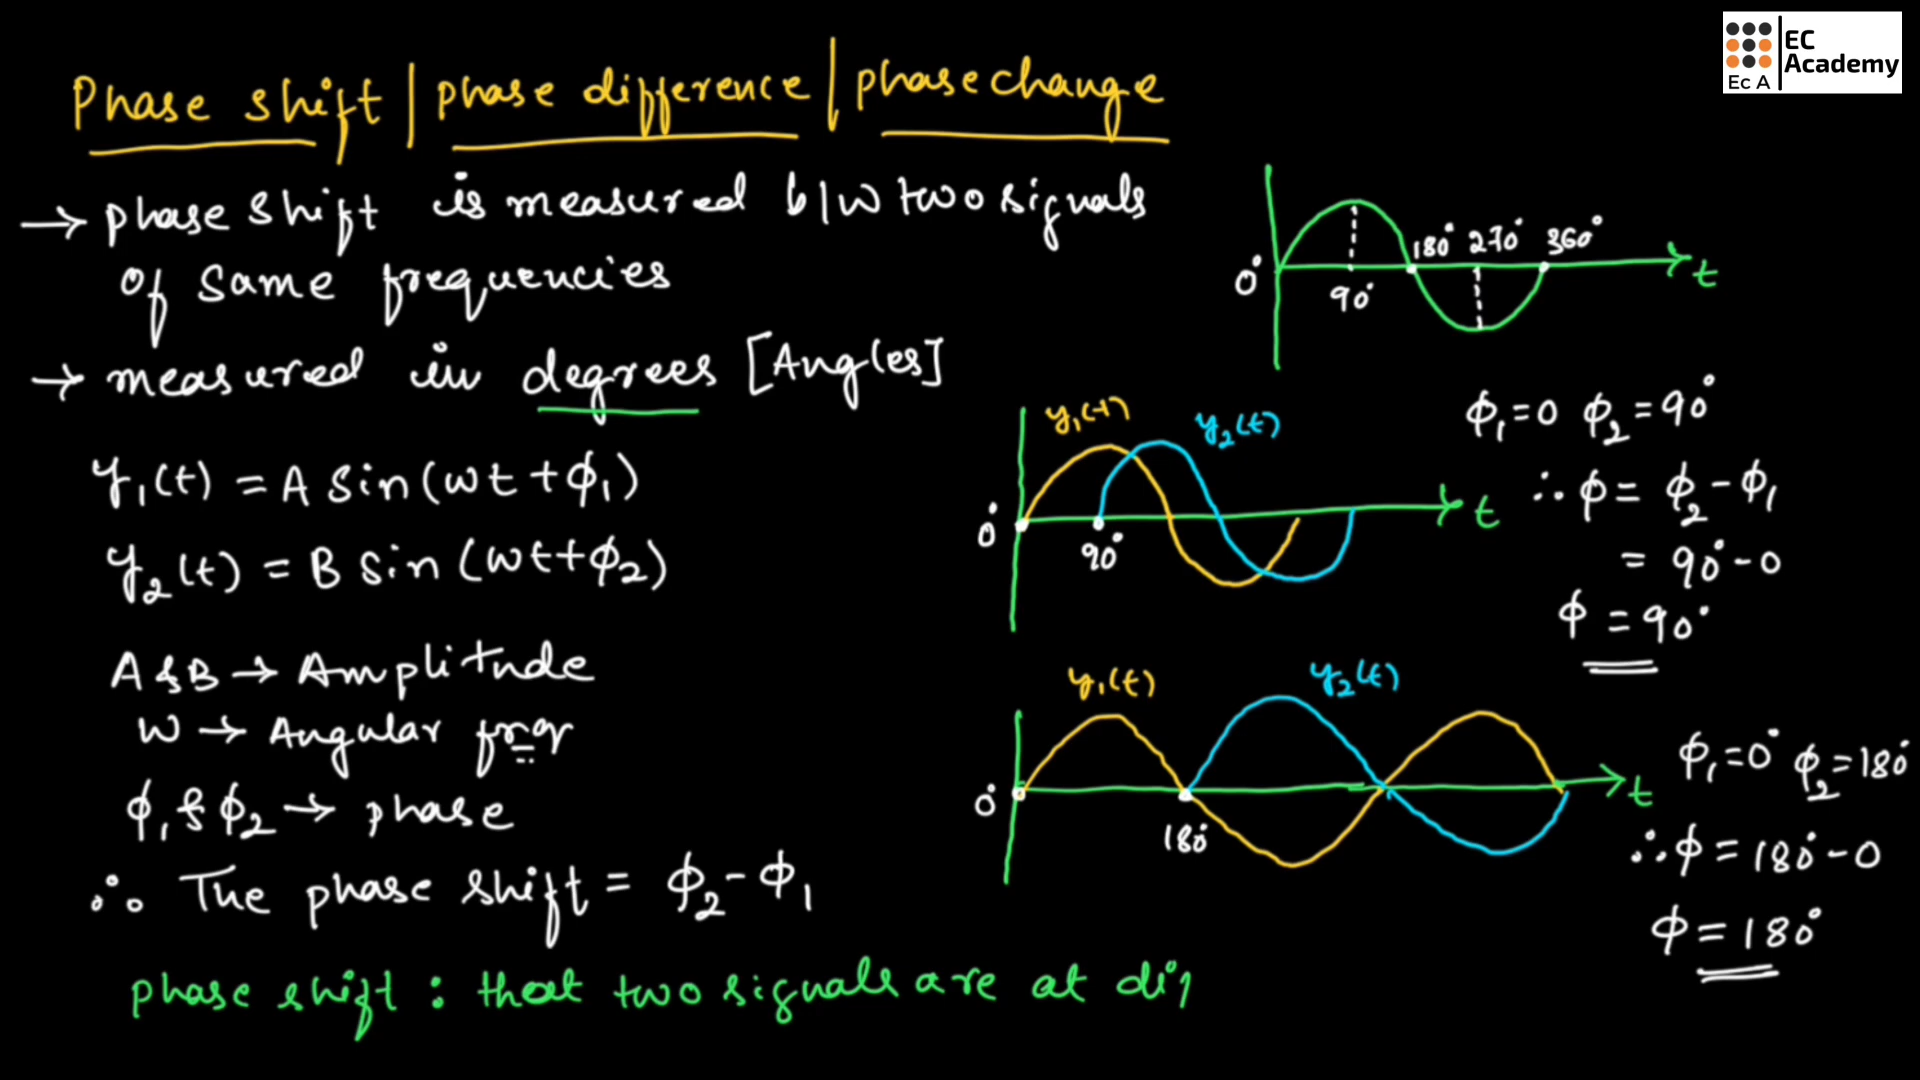 EC
Academy
Ec A
Phase shift | phase difference | phase change
→ phase shift is measured b/w two signals
of same frequencies
→ measured in degrees [Angles]
y₁(t) = A sin(wt + ϕ₁)
y₂(t) = B sin(wt + ϕ₂)
A & B → Amplitude
w → Angular freq
ϕ₁ & ϕ₂ → phase
∴ The phase shift = ϕ₂ - ϕ₁
phase shift : that two signals are at
0° 90° 180° 270° 360° t
y₁(t) y₂(t)
0° 90° t
ϕ₁ = 0 ϕ₂ = 90°
∴ ϕ = ϕ₂ - ϕ₁
= 90° - 0
ϕ = 90°
y₁(t) y₂(t)
0° 180° t
ϕ₁ = 0° ϕ₂ = 180°
∴ ϕ = 180° - 0
ϕ = 180°